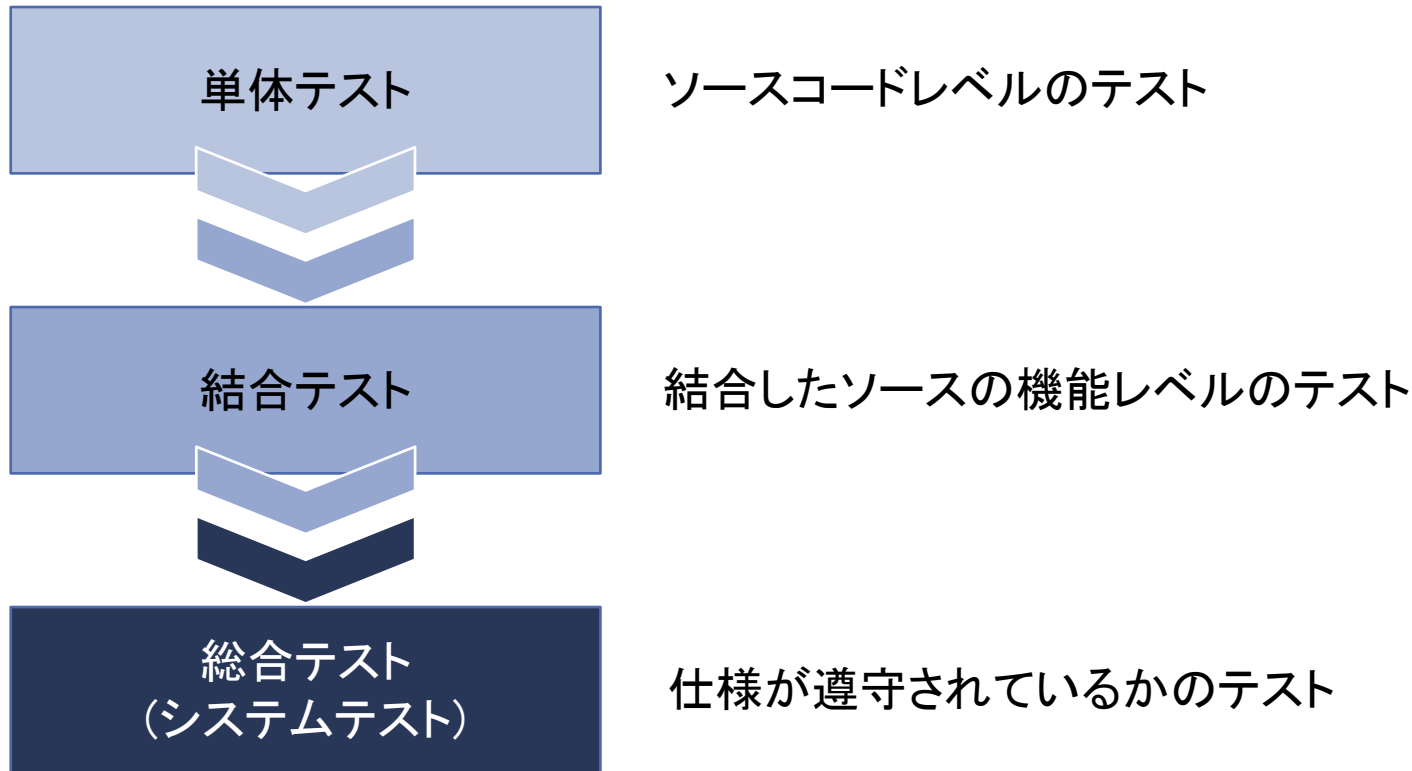 単体テスト
ソースコードレベルのテスト
結合テスト
結合したソースの機能レベルのテスト
総合テスト
(システムテスト)
仕様が遵守されているかのテスト